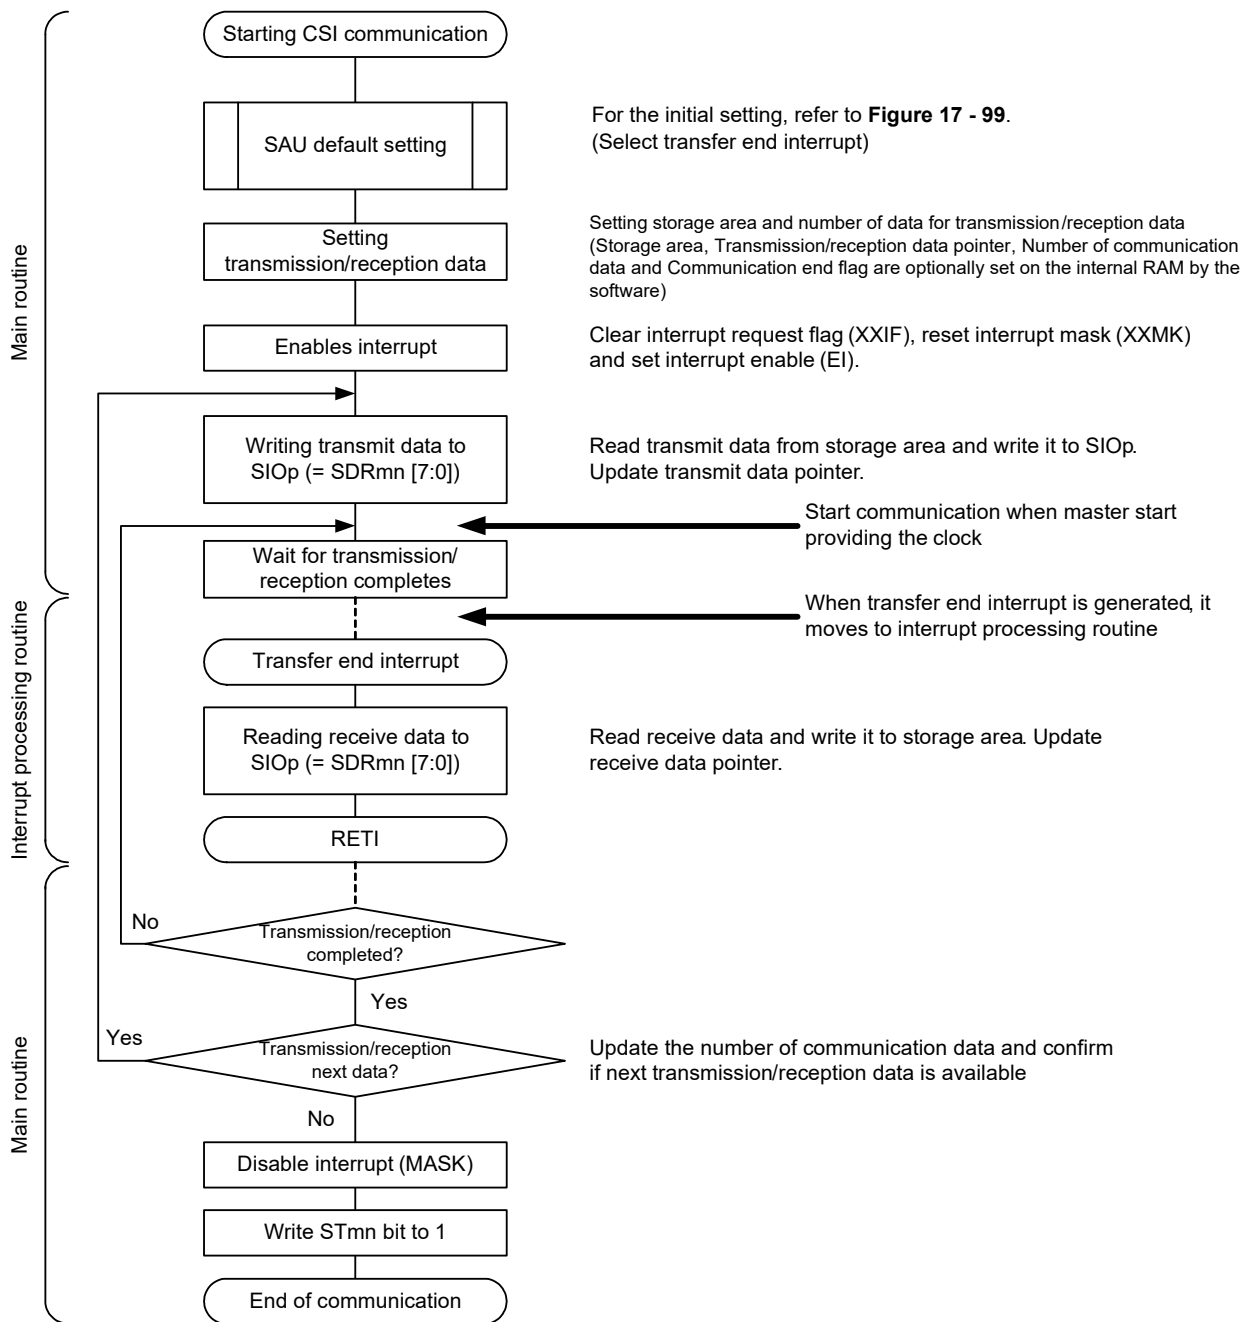 Starting CSI communication
For the initial setting, refer to Figure 17 - 99.
(Select transfer end interrupt)
SAU default setting
Setting storage area and number of data for transmission/reception data
(Storage area, Transmission/reception data pointer, Number of communication
data and Communication end flag are optionally set on the internal RAM by the
software)
Setting
transmission/reception data
Main routine
Enables interrupt
Clear interrupt request flag (XXIF), reset interrupt mask (XXMK)
and set interrupt enable (EI).
Writing transmit data to
SIOp (= SDRmn [7:0])
Read transmit data from storage area and write it to SIOp.
Update transmit data pointer.
Start communication when master start
providing the clock
Wait for transmission/
reception completes
When transfer end interrupt is generated, it
moves to interrupt processing routine
Transfer end interrupt
Interrupt processing routine
Reading receive data to
SIOp (= SDRmn [7:0])
Read receive data and write it to storage area. Update
receive data pointer.
RETI
No
Transmission/reception
completed?
Yes
Yes
Transmission/reception
next data?
Update the number of communication data and confirm
if next transmission/reception data is available
No
Main routine
Disable interrupt (MASK)
Write STmn bit to 1
End of communication